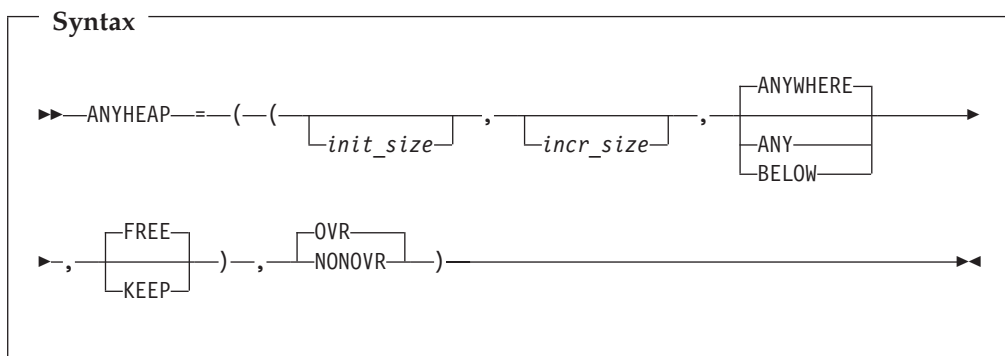 Syntax
ANYWHERE
ANYHEAP = ( ( init_size , incr_size , ANY
BELOW
FREE OVR
, KEEP ) , NONOVR )